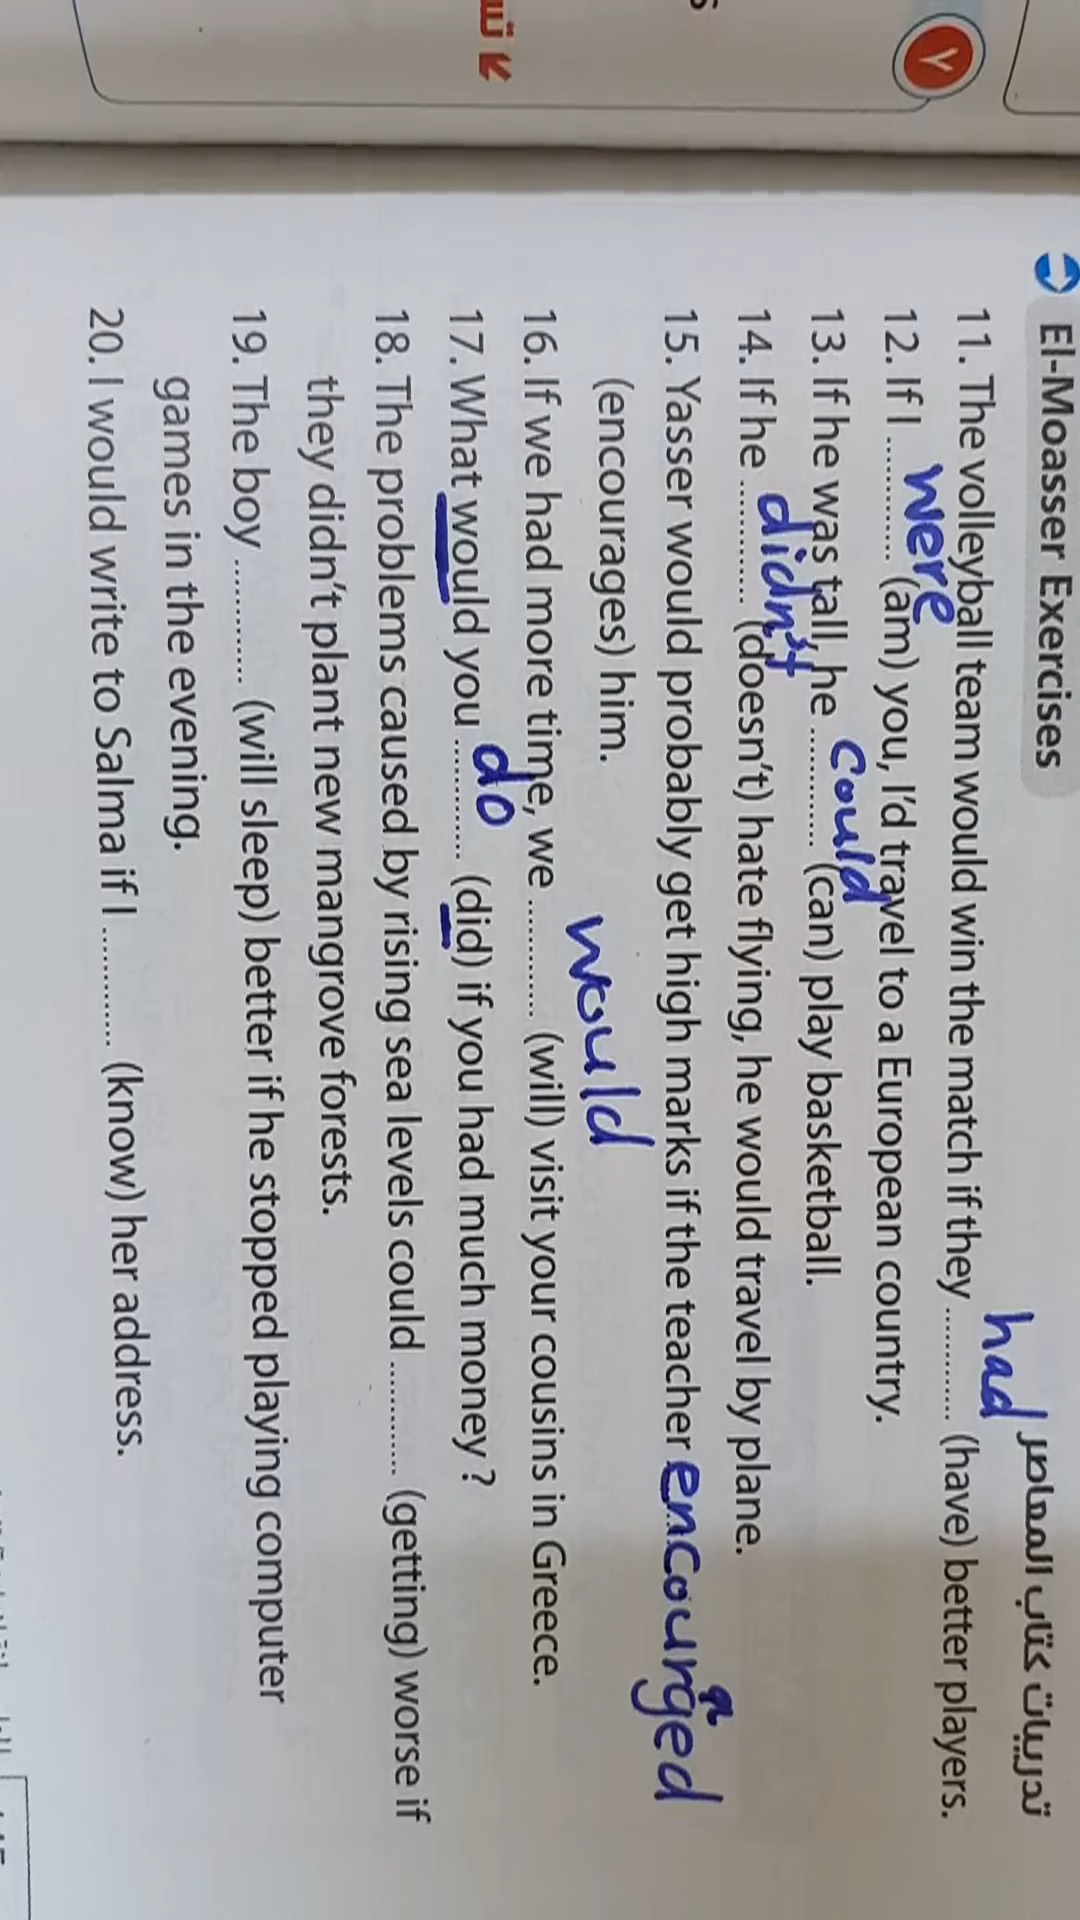 ٧
El-Moasser Exercises تدريبات كتاب المعاصر
had
11. The volleyball team would win the match if they ............ (have) better players.
were
12. If I ............ (am) you, I'd travel to a European country.
could
13. If he was tall, he ............ (can) play basketball.
didn't
14. If he ............ (doesn't) hate flying, he would travel by plane.
15. Yasser would probably get high marks if the teacher encouraged
(encourages) him. would
16. If we had more time, we ............ (will) visit your cousins in Greece.
do
17. What would you ............ (did) if you had much money?
18. The problems caused by rising sea levels could ............ (getting) worse if
they didn't plant new mangrove forests.
19. The boy ............ (will sleep) better if he stopped playing computer
games in the evening.
20. I would write to Salma if I ............ (know) her address.